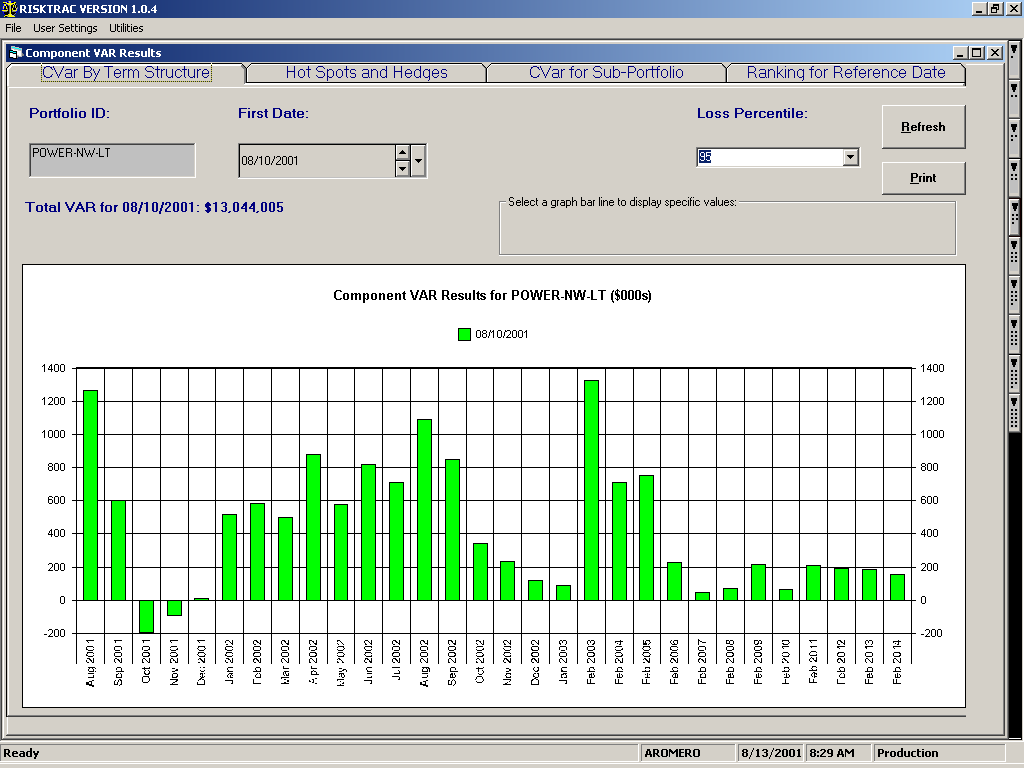 RISKTRAC VERSION 1.0.4
File User Settings Utilities
Component VAR Results
CVar By Term Structure Hot Spots and Hedges CVar for Sub-Portfolio Ranking for Reference Date
Portfolio ID: First Date: Loss Percentile:
Refresh
POWER-NW-LT 08/10/2001 95
Print
Total VAR for 08/10/2001: $13,044,005
Select a graph bar line to display specific values:
Component VAR Results for POWER-NW-LT ($000s)
08/10/2001
1400 1400
1200 1200
1000 1000
800 800
600 600
400 400
200 200
0 0
-200 -200
Aug 2001
Sep 2001
Oct 2001
Nov 2001
Dec 2001
Jan 2002
Feb 2002
Mar 2002
Apr 2002
May 2002
Jun 2002
Jul 2002
Aug 2002
Sep 2002
Oct 2002
Nov 2002
Dec 2002
Jan 2003
Feb 2003
Feb 2004
Feb 2005
Feb 2006
Feb 2007
Feb 2008
Feb 2009
Feb 2010
Feb 2011
Feb 2012
Feb 2013
Feb 2014
Ready AROMERO 8/13/2001 8:29 AM Production